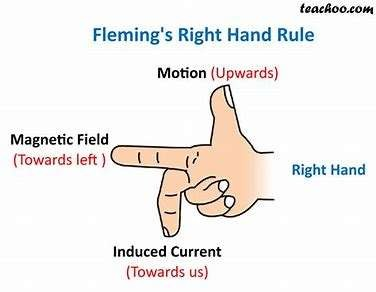 teachoo.com
Fleming's Right Hand Rule
Motion (Upwards)
Magnetic Field
(Towards left )
Right Hand
Induced Current
(Towards us)